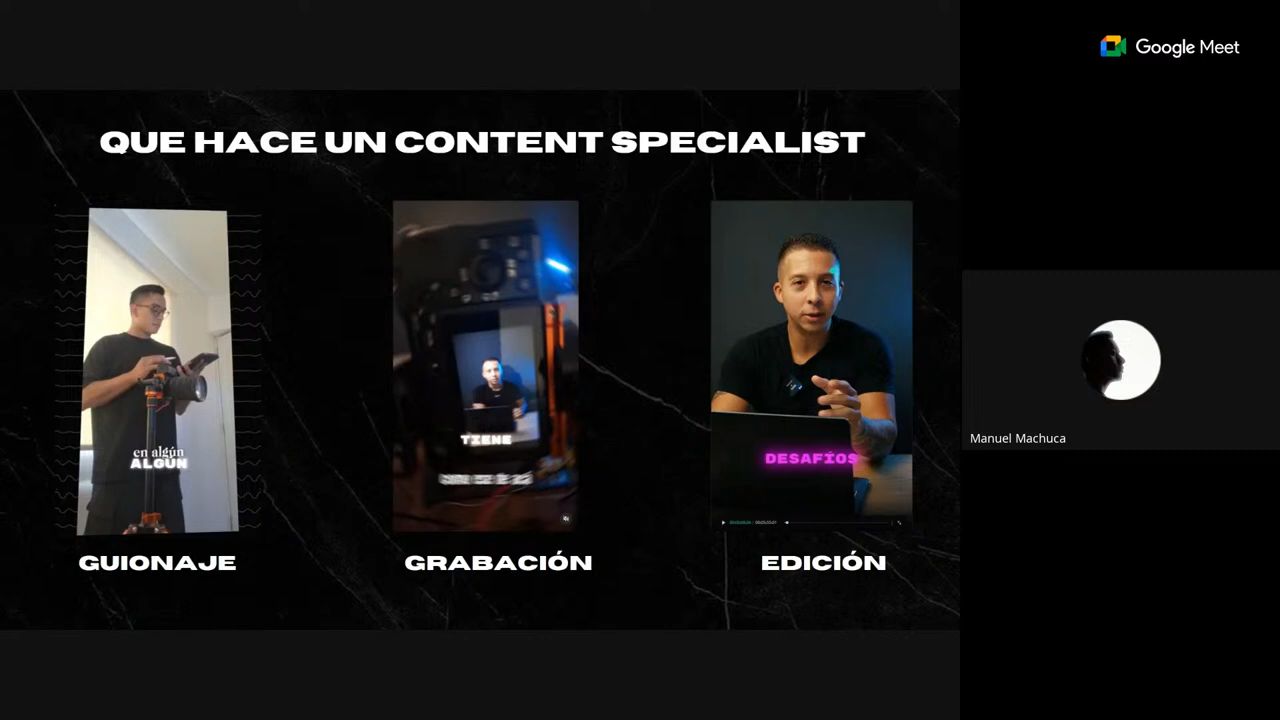 Google Meet
QUE HACE UN CONTENT SPECIALIST
en algún
ALGÚN
TIENE
DESAFÍOS
GUIONAJE
GRABACIÓN
EDICIÓN
Manuel Machuca